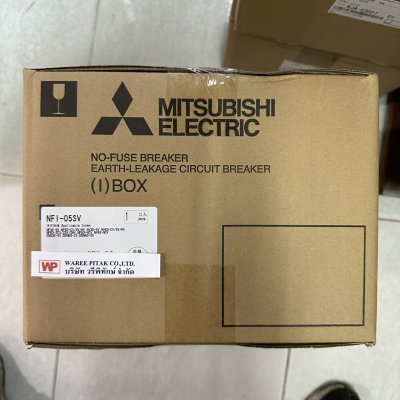 MITSUBISHI
ELECTRIC
NO-FUSE BREAKER
EARTH-LEAKAGE CIRCUIT BREAKER
(I)BOX
NFI-05SV
WP WAREE PITAK CO.,LTD.
บริษัท วรีพิทักษ์ จำกัด